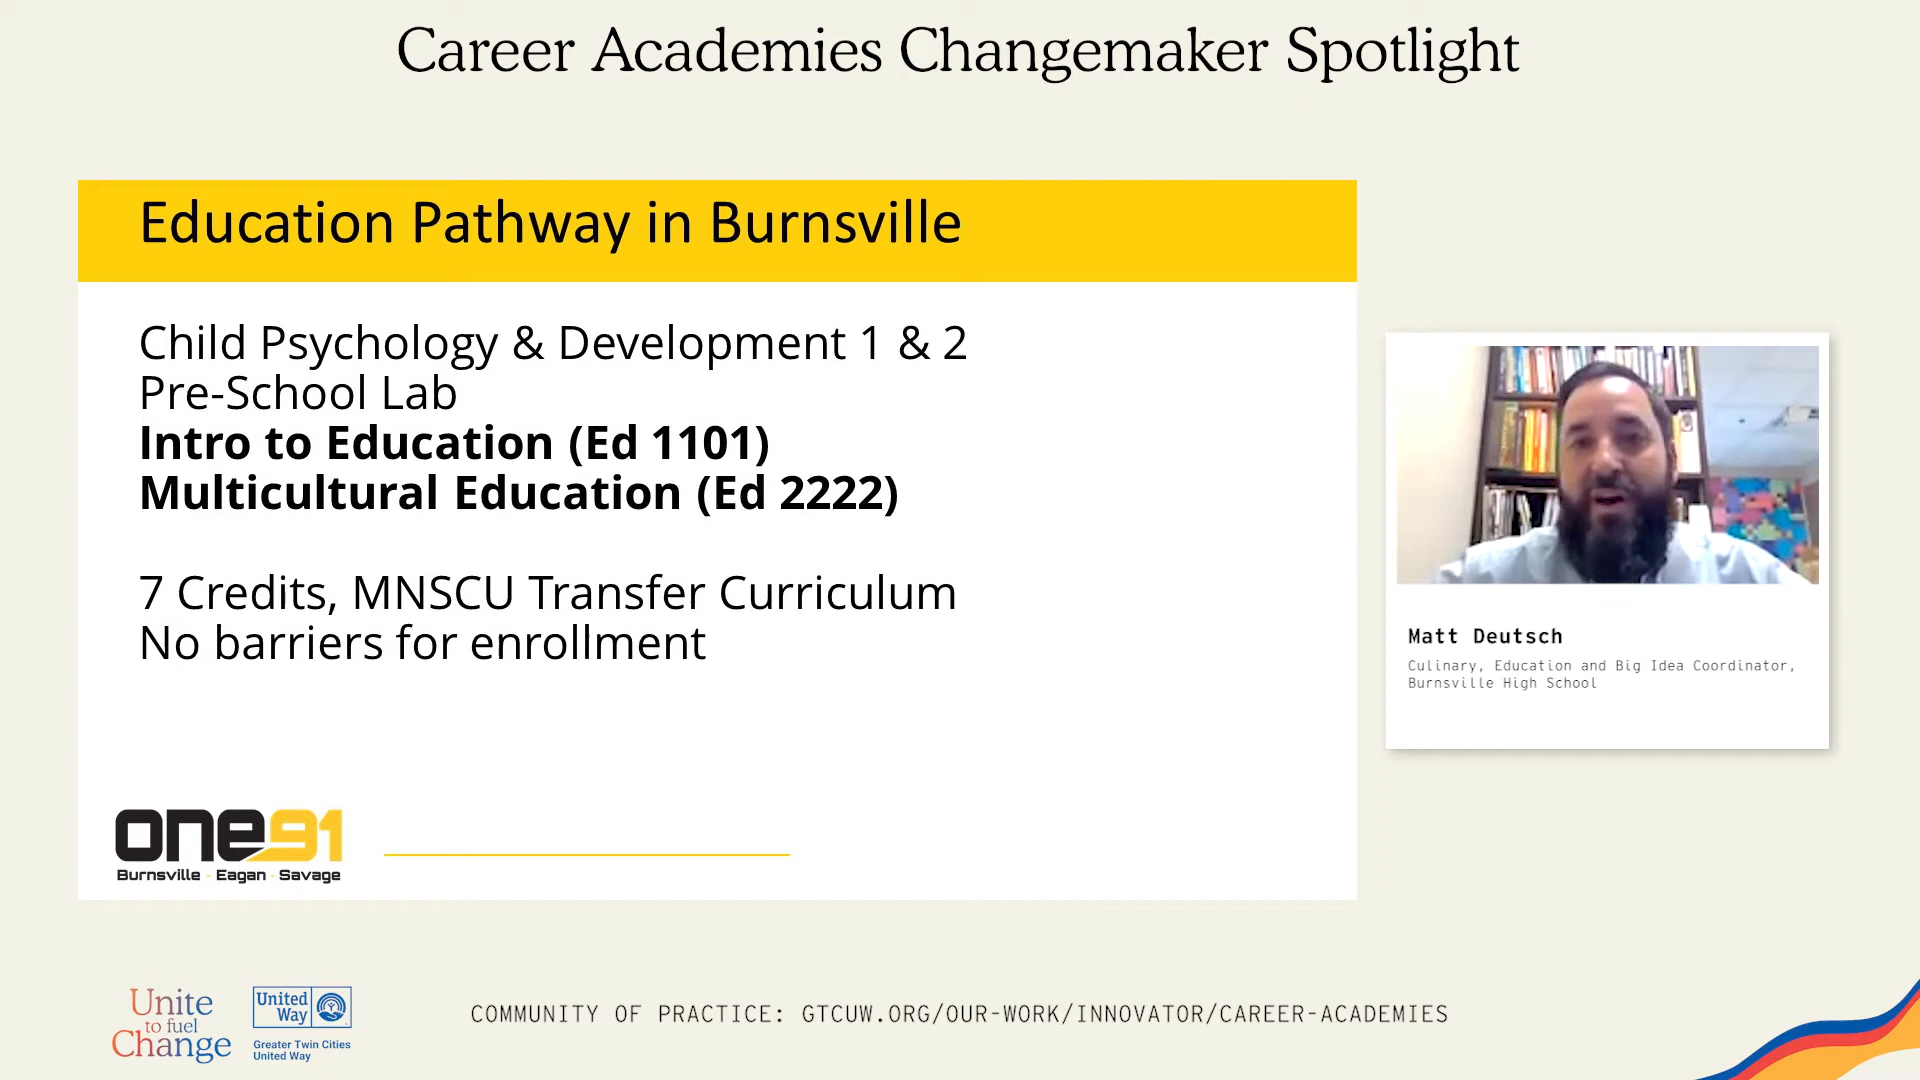 Career Academies Changemaker Spotlight
Education Pathway in Burnsville
Child Psychology & Development 1 & 2
Pre-School Lab
Intro to Education (Ed 1101)
Multicultural Education (Ed 2222)
7 Credits, MNSCU Transfer Curriculum
No barriers for enrollment
one91
Burnsville - Eagan - Savage
Matt Deutsch
Culinary, Education and Big Idea Coordinator,
Burnsville High School
Unite
to fuel
Change
United
Way
Greater Twin Cities
United Way
COMMUNITY OF PRACTICE: GTCUW.ORG/OUR-WORK/INNOVATOR/CAREER-ACADEMIES